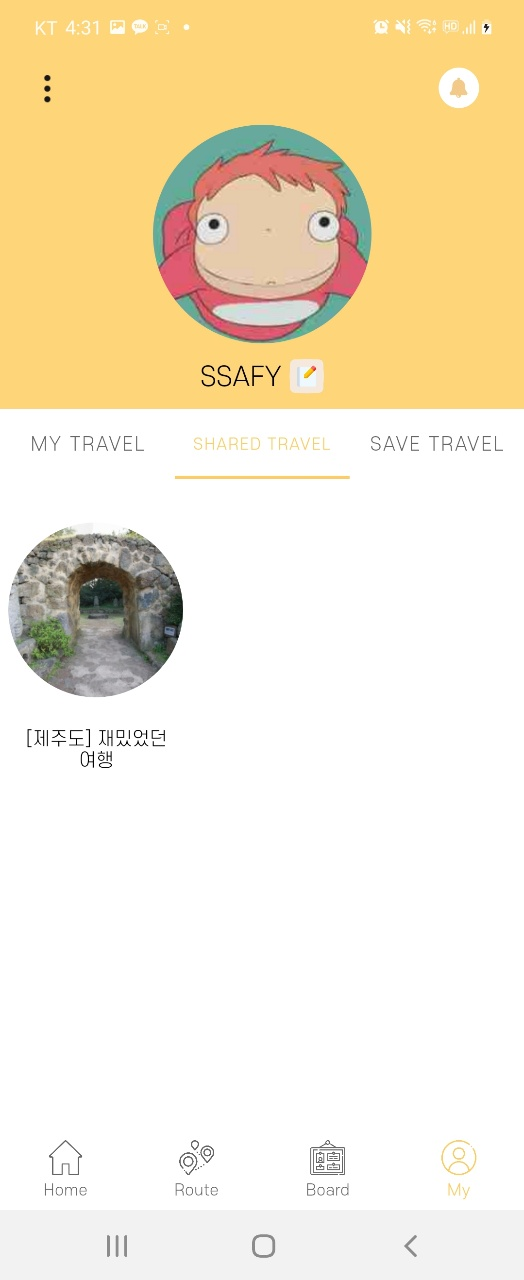 KT 4:31
SSAFY
MY TRAVEL SHARED TRAVEL SAVE TRAVEL
[제주도] 재밌었던
여행
Home Route Board My